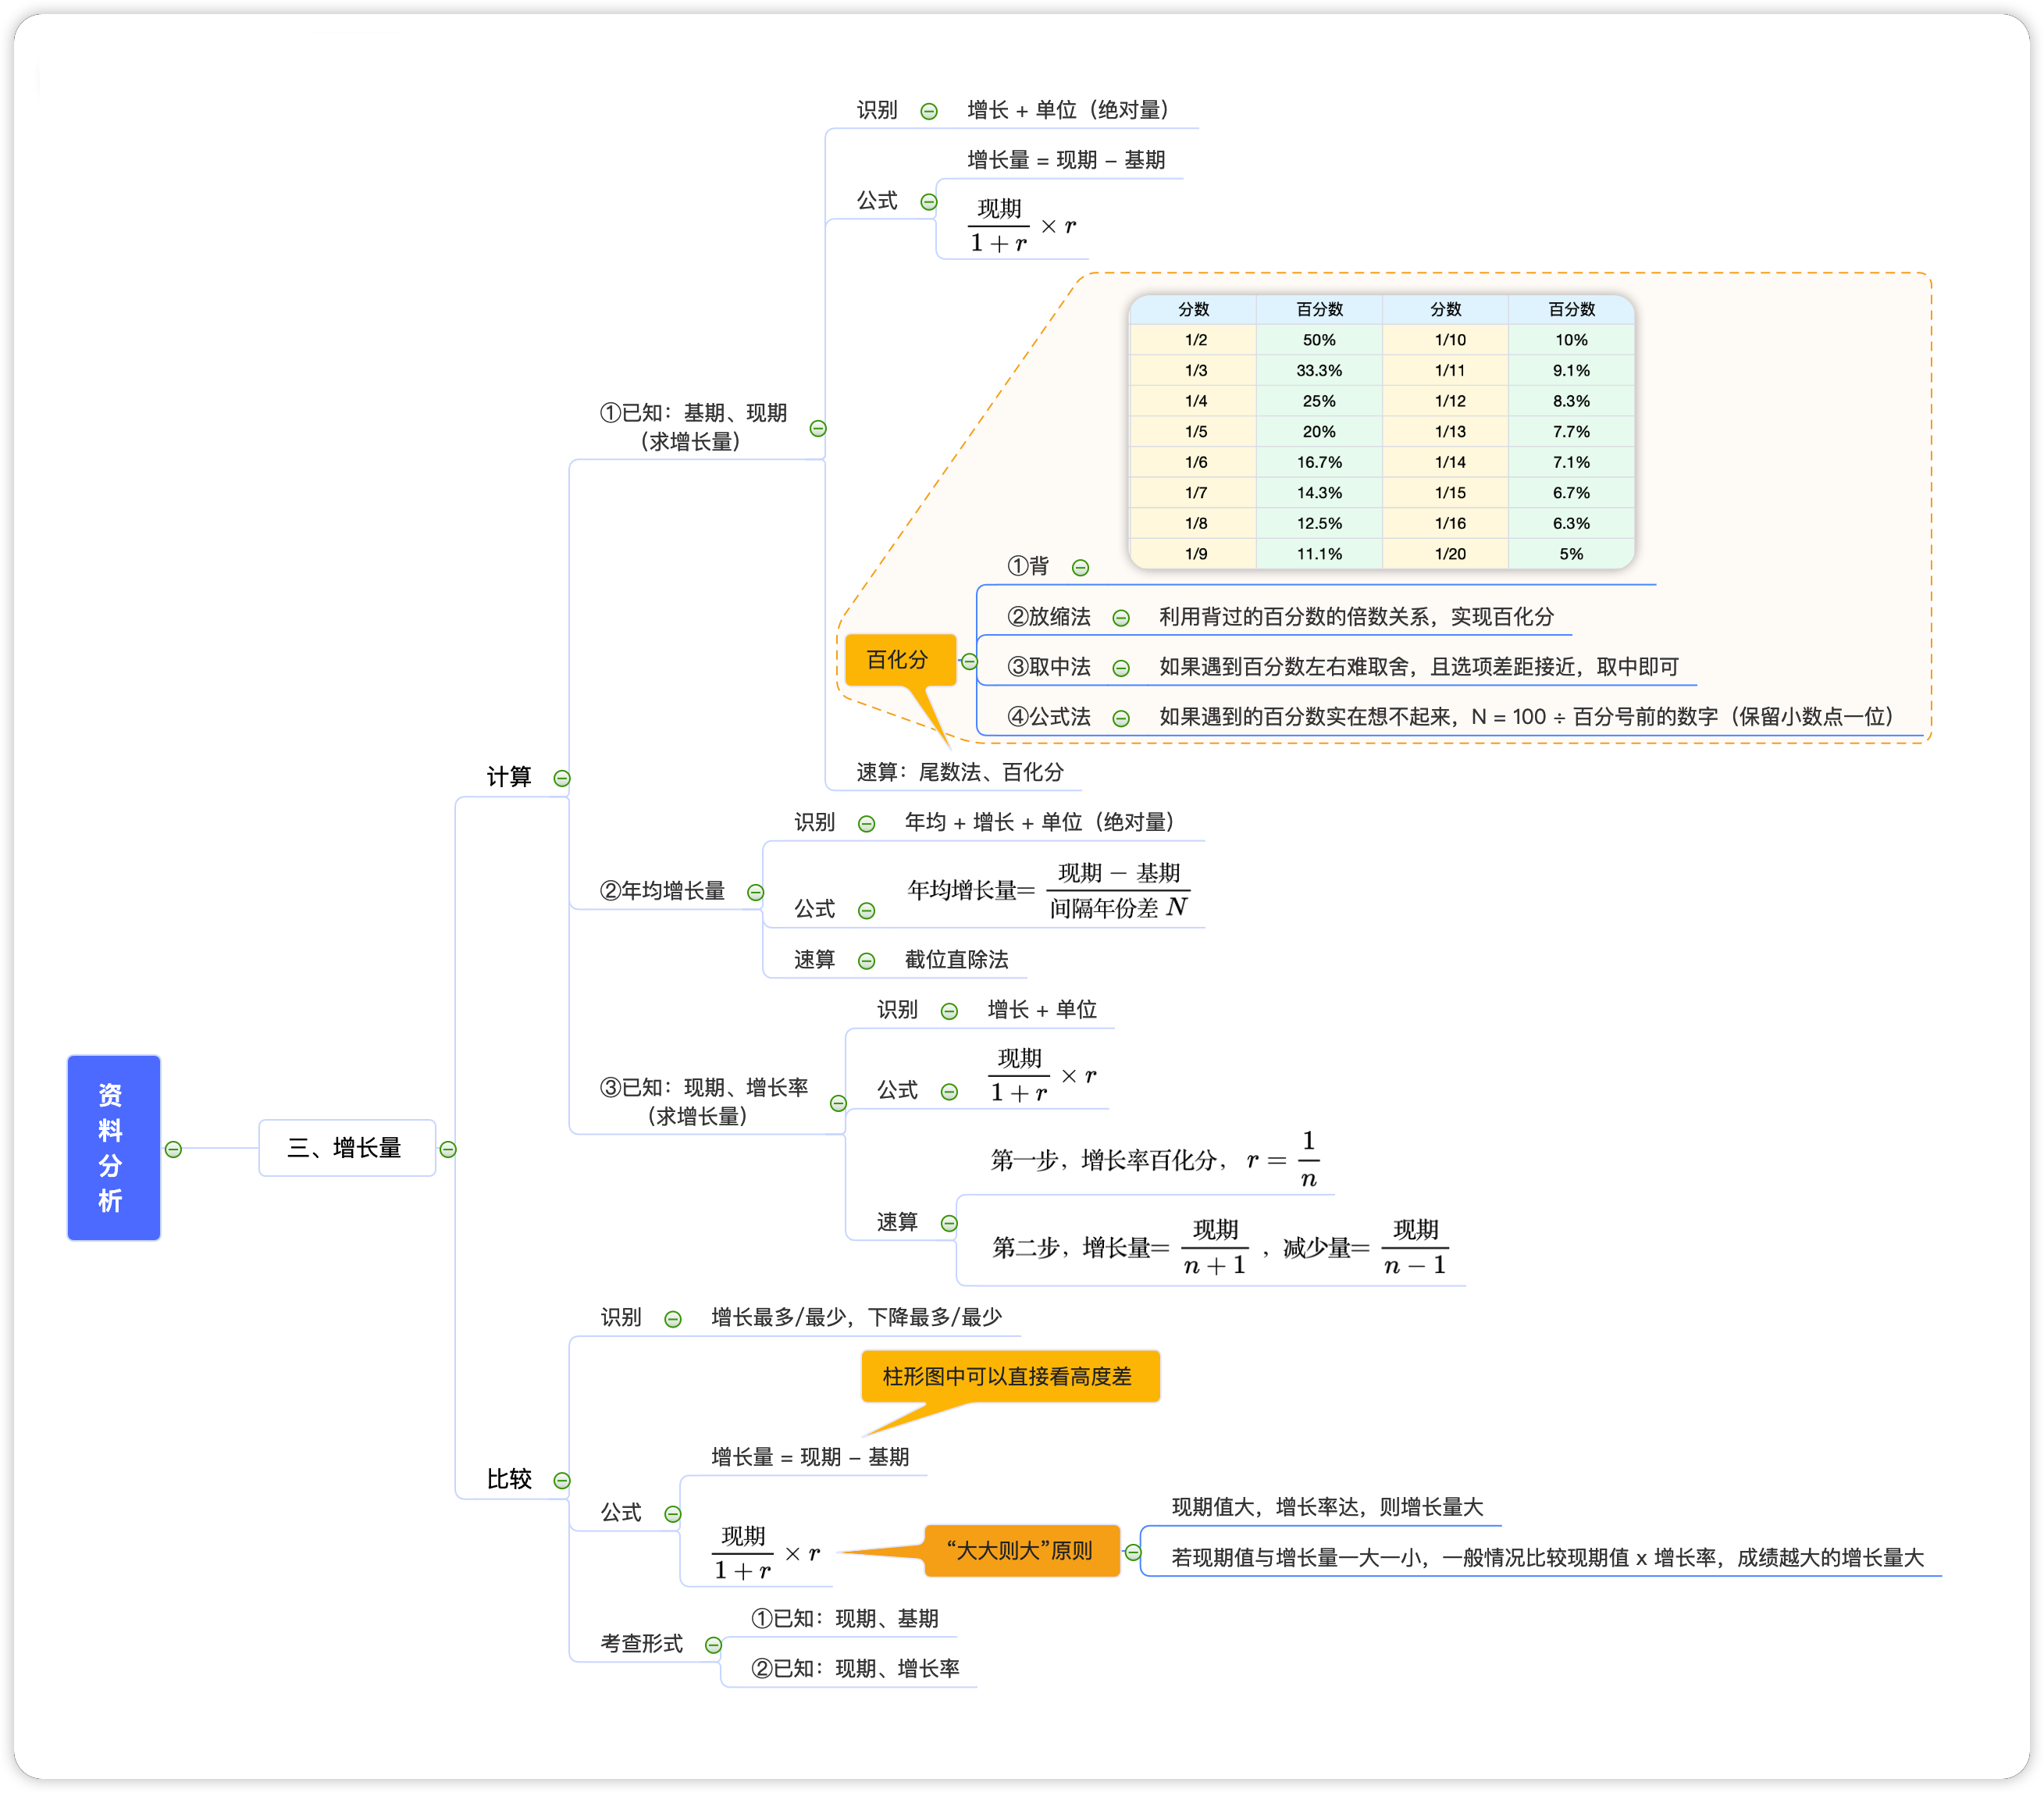 资
料
分
析
三、增长量
计算
①已知：基期、现期
（求增长量）
识别
增长 + 单位（绝对量）
公式
增长量 = 现期 – 基期
现期
1 + r
× r
百化分
①背
分数 百分数 分数 百分数
1/2 50% 1/10 10%
1/3 33.3% 1/11 9.1%
1/4 25% 1/12 8.3%
1/5 20% 1/13 7.7%
1/6 16.7% 1/14 7.1%
1/7 14.3% 1/15 6.7%
1/8 12.5% 1/16 6.3%
1/9 11.1% 1/20 5%
②放缩法
利用背过的百分数的倍数关系，实现百化分
③取中法
如果遇到百分数左右难取舍，且选项差距接近，取中即可
④公式法
如果遇到的百分数实在想不起来，N = 100 ÷ 百分号前的数字（保留小数点一位）
速算：尾数法、百化分
②年均增长量
识别
年均 + 增长 + 单位（绝对量）
公式
年均增长量=
现期 – 基期
间隔年份差 N
速算
截位直除法
③已知：现期、增长率
（求增长量）
识别
增长 + 单位
公式
现期
1 + r
× r
速算
第一步，增长率百化分， r =
1
n
第二步，增长量=
现期
n + 1
，减少量=
现期
n – 1
比较
识别
增长最多/最少，下降最多/最少
公式
柱形图中可以直接看高度差
增长量 = 现期 – 基期
现期
1 + r
× r
“大大则大”原则
现期值大，增长率达，则增长量大
若现期值与增长量一大一小，一般情况比较现期值 x 增长率，成绩越大的增长量大
考查形式
①已知：现期、基期
②已知：现期、增长率